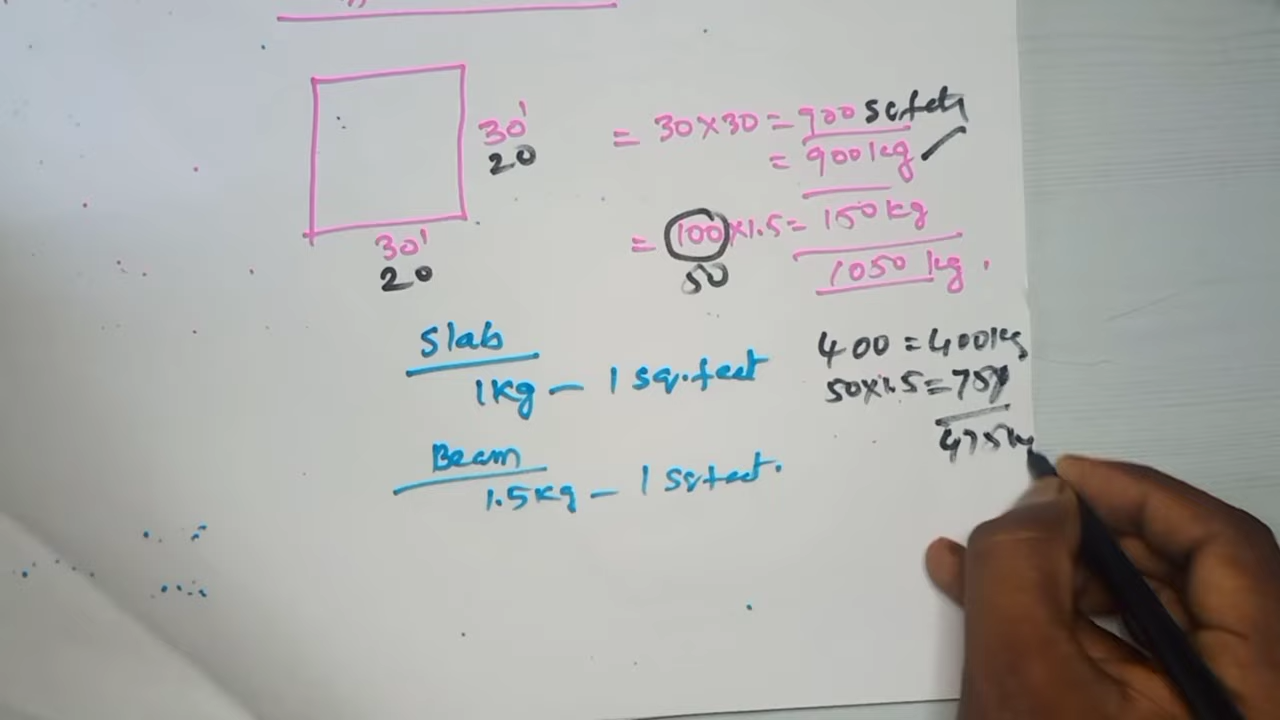 30'
20
30'
20
= 30×30 = 900 Sqfeet
= 900 kg
= 100 ×1.5 = 150 kg
50
1050 kg.
Slab
1Kg — 1 sq.feet
Beam
1.5Kg — 1 Sqfeet.
400 = 400Kg
50×1.5 = 75
475Kg